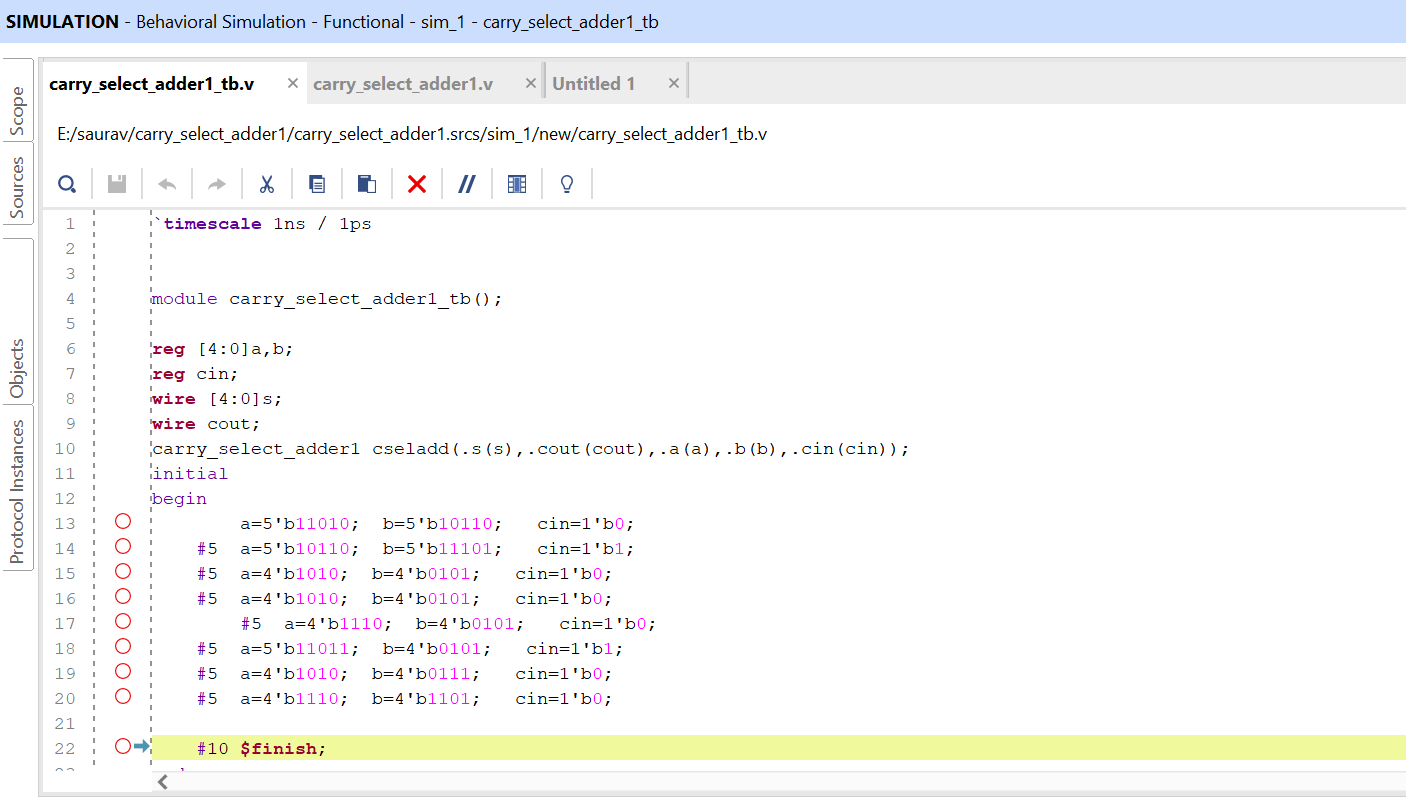 SIMULATION - Behavioral Simulation - Functional - sim_1 - carry_select_adder1_tb
Scope
Sources
Objects
Protocol Instances
carry_select_adder1_tb.v × carry_select_adder1.v × Untitled 1 ×
E:/saurav/carry_select_adder1/carry_select_adder1.srcs/sim_1/new/carry_select_adder1_tb.v
1 `timescale 1ns / 1ps
2
3
4 module carry_select_adder1_tb();
5
6 reg [4:0]a,b;
7 reg cin;
8 wire [4:0]s;
9 wire cout;
10 carry_select_adder1 cseladd(.s(s),.cout(cout),.a(a),.b(b),.cin(cin));
11 initial
12 begin
13 a=5'b11010; b=5'b10110; cin=1'b0;
14 #5 a=5'b10110; b=5'b11101; cin=1'b1;
15 #5 a=4'b1010; b=4'b0101; cin=1'b0;
16 #5 a=4'b1010; b=4'b0101; cin=1'b0;
17 #5 a=4'b1110; b=4'b0101; cin=1'b0;
18 #5 a=5'b11011; b=4'b0101; cin=1'b1;
19 #5 a=4'b1010; b=4'b0111; cin=1'b0;
20 #5 a=4'b1110; b=4'b1101; cin=1'b0;
21
22 #10 $finish;